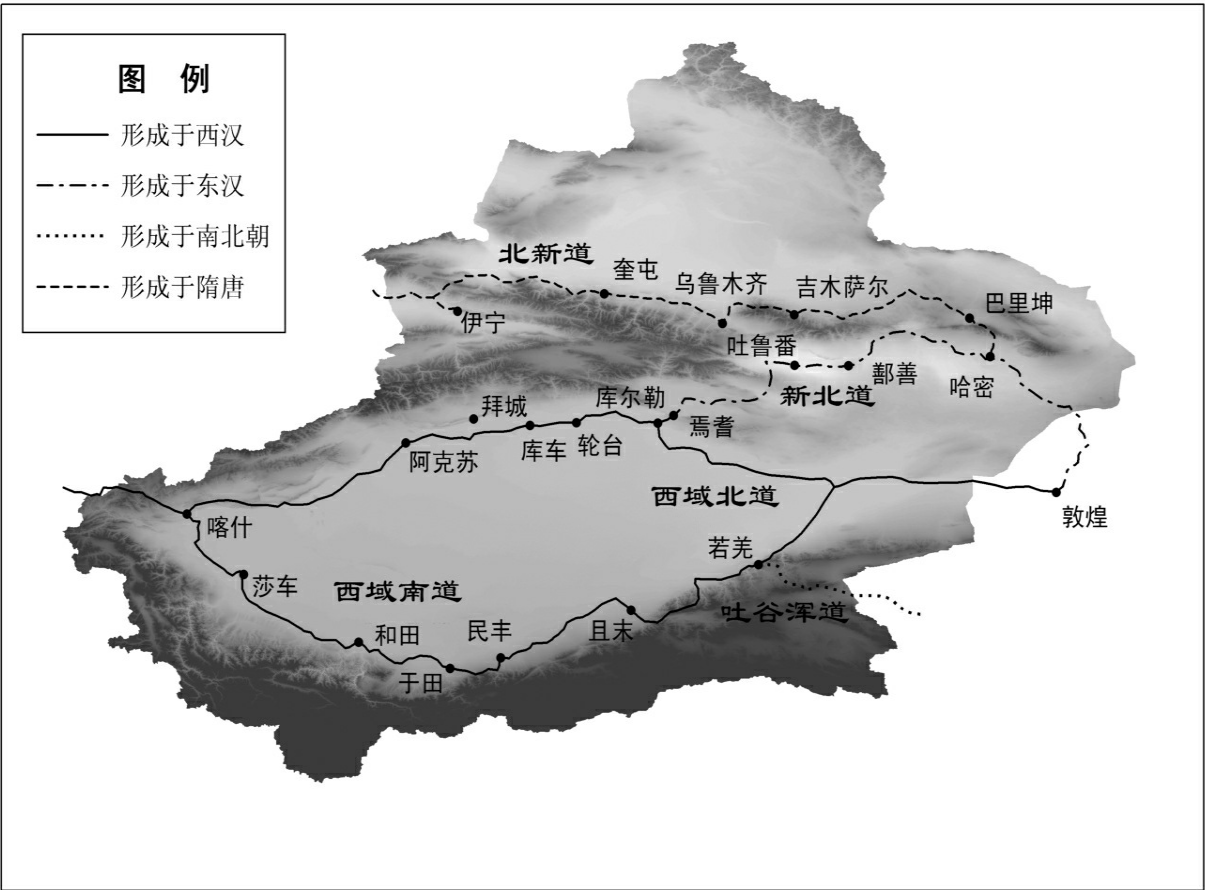 图 例
形成于西汉
形成于东汉
形成于南北朝
形成于隋唐
北新道
奎屯
乌鲁木齐
吉木萨尔
巴里坤
伊宁
吐鲁番
鄯善
哈密
新北道
拜城
库尔勒
焉耆
阿克苏
库车
轮台
西域北道
敦煌
喀什
若羌
莎车
西域南道
吐谷浑道
和田
民丰
且末
于田